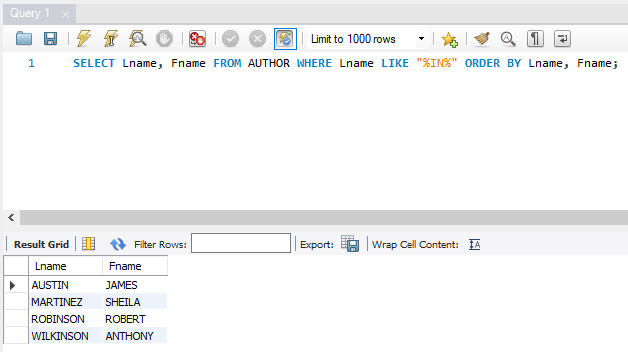 Query 1
Limit to 1000 rows
1 SELECT Lname, Fname FROM AUTHOR WHERE Lname LIKE "%IN%" ORDER BY Lname, Fname;
Result Grid Filter Rows: Export: Wrap Cell Content:
Lname Fname
AUSTIN JAMES
MARTINEZ SHEILA
ROBINSON ROBERT
WILKINSON ANTHONY